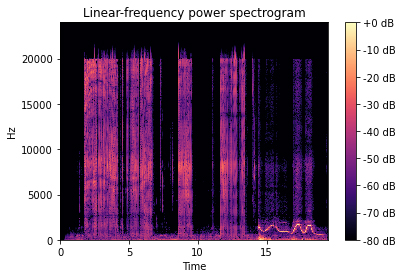 Linear-frequency power spectrogram
Hz
20000
15000
10000
5000
0
0
5
10
15
Time
+0 dB
-10 dB
-20 dB
-30 dB
-40 dB
-50 dB
-60 dB
-70 dB
-80 dB